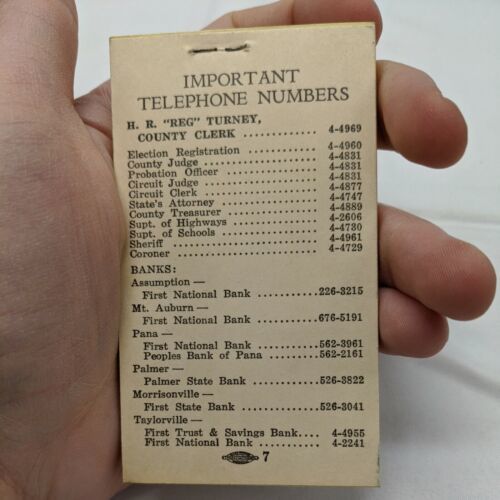 IMPORTANT
TELEPHONE NUMBERS
H. R. "REG" TURNEY,
COUNTY CLERK ............ 4-4969
Election Registration ............ 4-4960
County Judge ............ 4-4831
Probation Officer ............ 4-4831
Circuit Judge ............ 4-4831
Circuit Clerk ............ 4-4877
State's Attorney ............ 4-4747
County Treasurer ............ 4-4889
Supt. of Highways ............ 4-2606
Supt. of Schools ............ 4-4780
Sheriff ............ 4-4961
Coroner ............ 4-4729
BANKS:
Assumption —
First National Bank ...........226-3215
Mt. Auburn —
First National Bank ...........676-5191
Pana —
First National Bank ...........562-3961
Peoples Bank of Pana ...........562-2161
Palmer —
Palmer State Bank ............526-3822
Morrisonville —
First State Bank ............526-3041
Taylorville —
First Trust & Savings Bank.... 4-4955
First National Bank ............ 4-2241
7